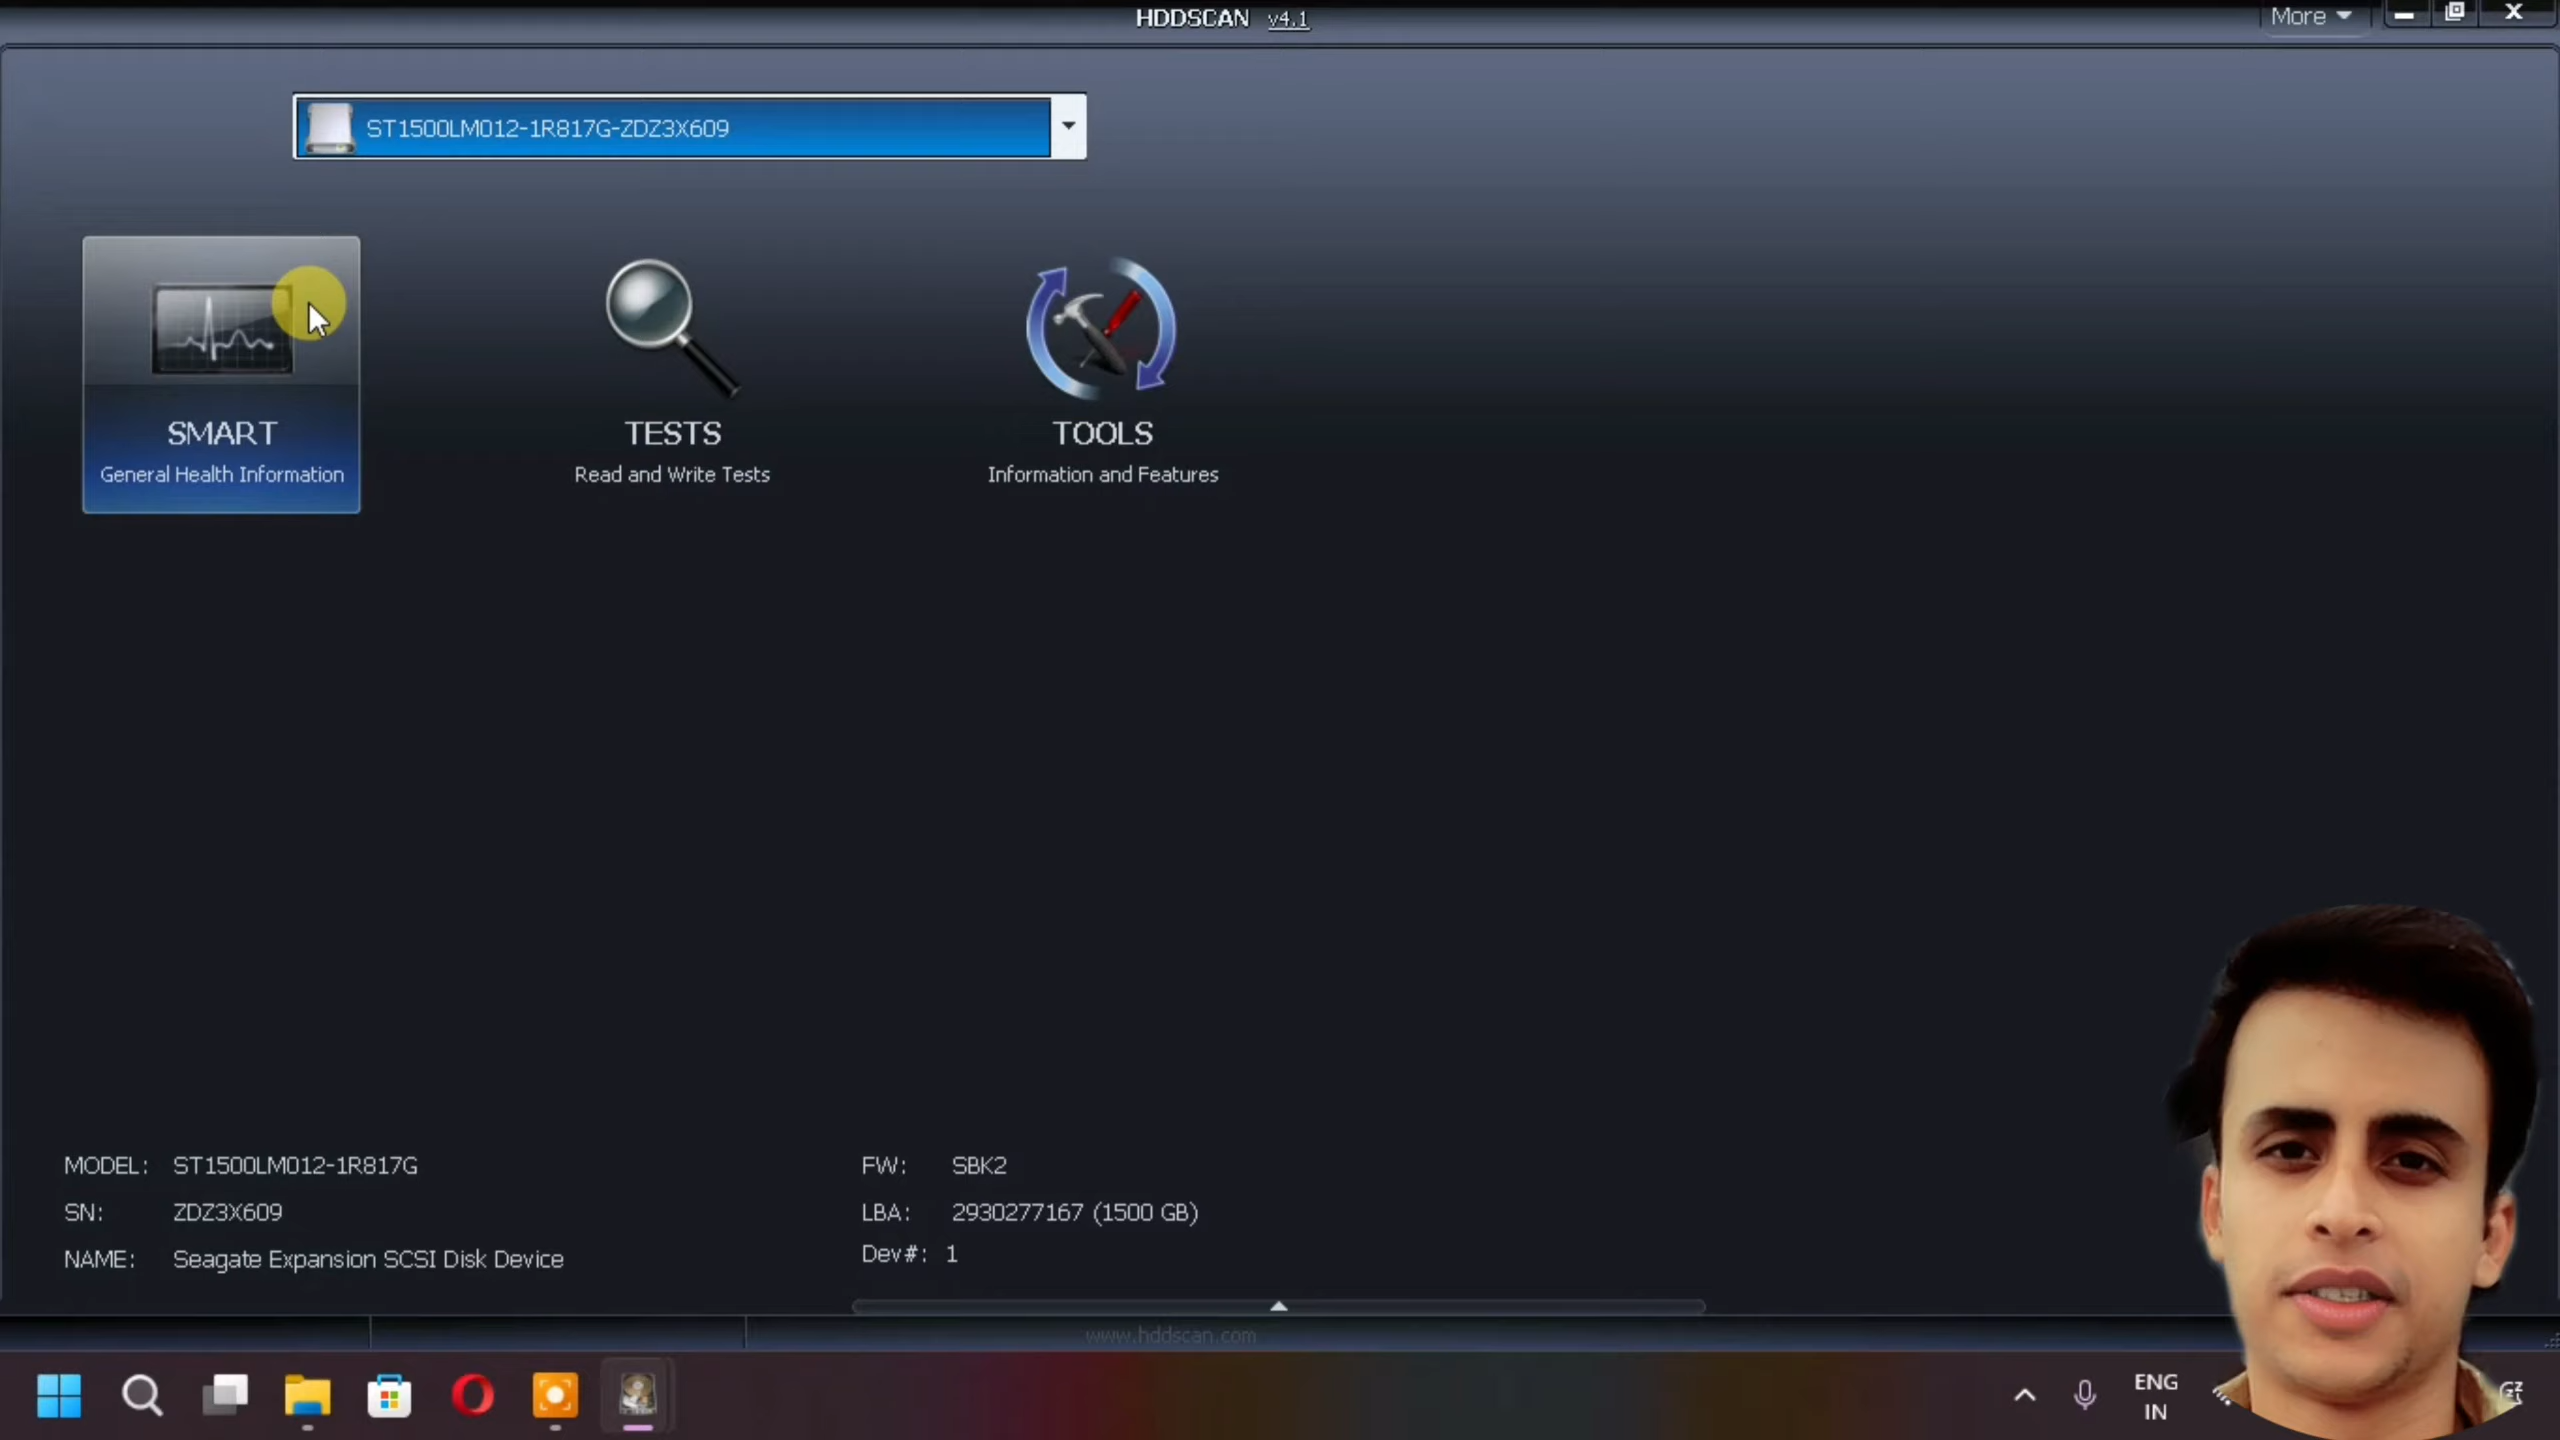 HDDSCAN v4.1
More
ST1500LM012-1R817G-ZDZ3X609
SMART
General Health Information
TESTS
Read and Write Tests
TOOLS
Information and Features
MODEL: ST1500LM012-1R817G
SN: ZDZ3X609
NAME: Seagate Expansion SCSI Disk Device
FW: SBK2
LBA: 2930277167 (1500 GB)
Dev#: 1
www.hddscan.com
ENG
IN